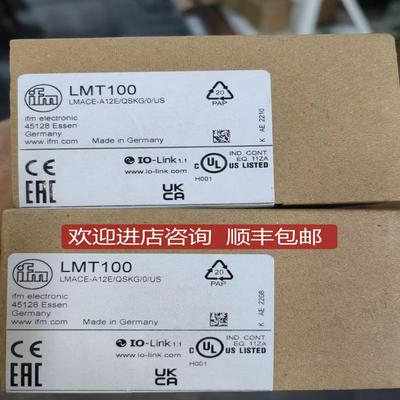 ifm
LMT100
LMACE-A12E/QSKG/0/US
ifm electronic
45128 Essen
Germany
www.ifm.com
Made in Germany
20
PAP
K AE 2210
CE
EAC
IO-Link 1.1
www.io-link.com
UK
CA
C UL US LISTED
IND. CONT.
EQ. 11ZA
H001
欢迎进店咨询 顺丰包邮
ifm
LMT100
LMACE-A12E/QSKG/0/US
ifm electronic
45128 Essen
Germany
www.ifm.com
Made in Germany
20
PAP
K AE 2208
CE
EAC
IO-Link 1.1
www.io-link.com
UK
CA
C UL US LISTED
IND. CONT.
EQ. 11ZA
H001